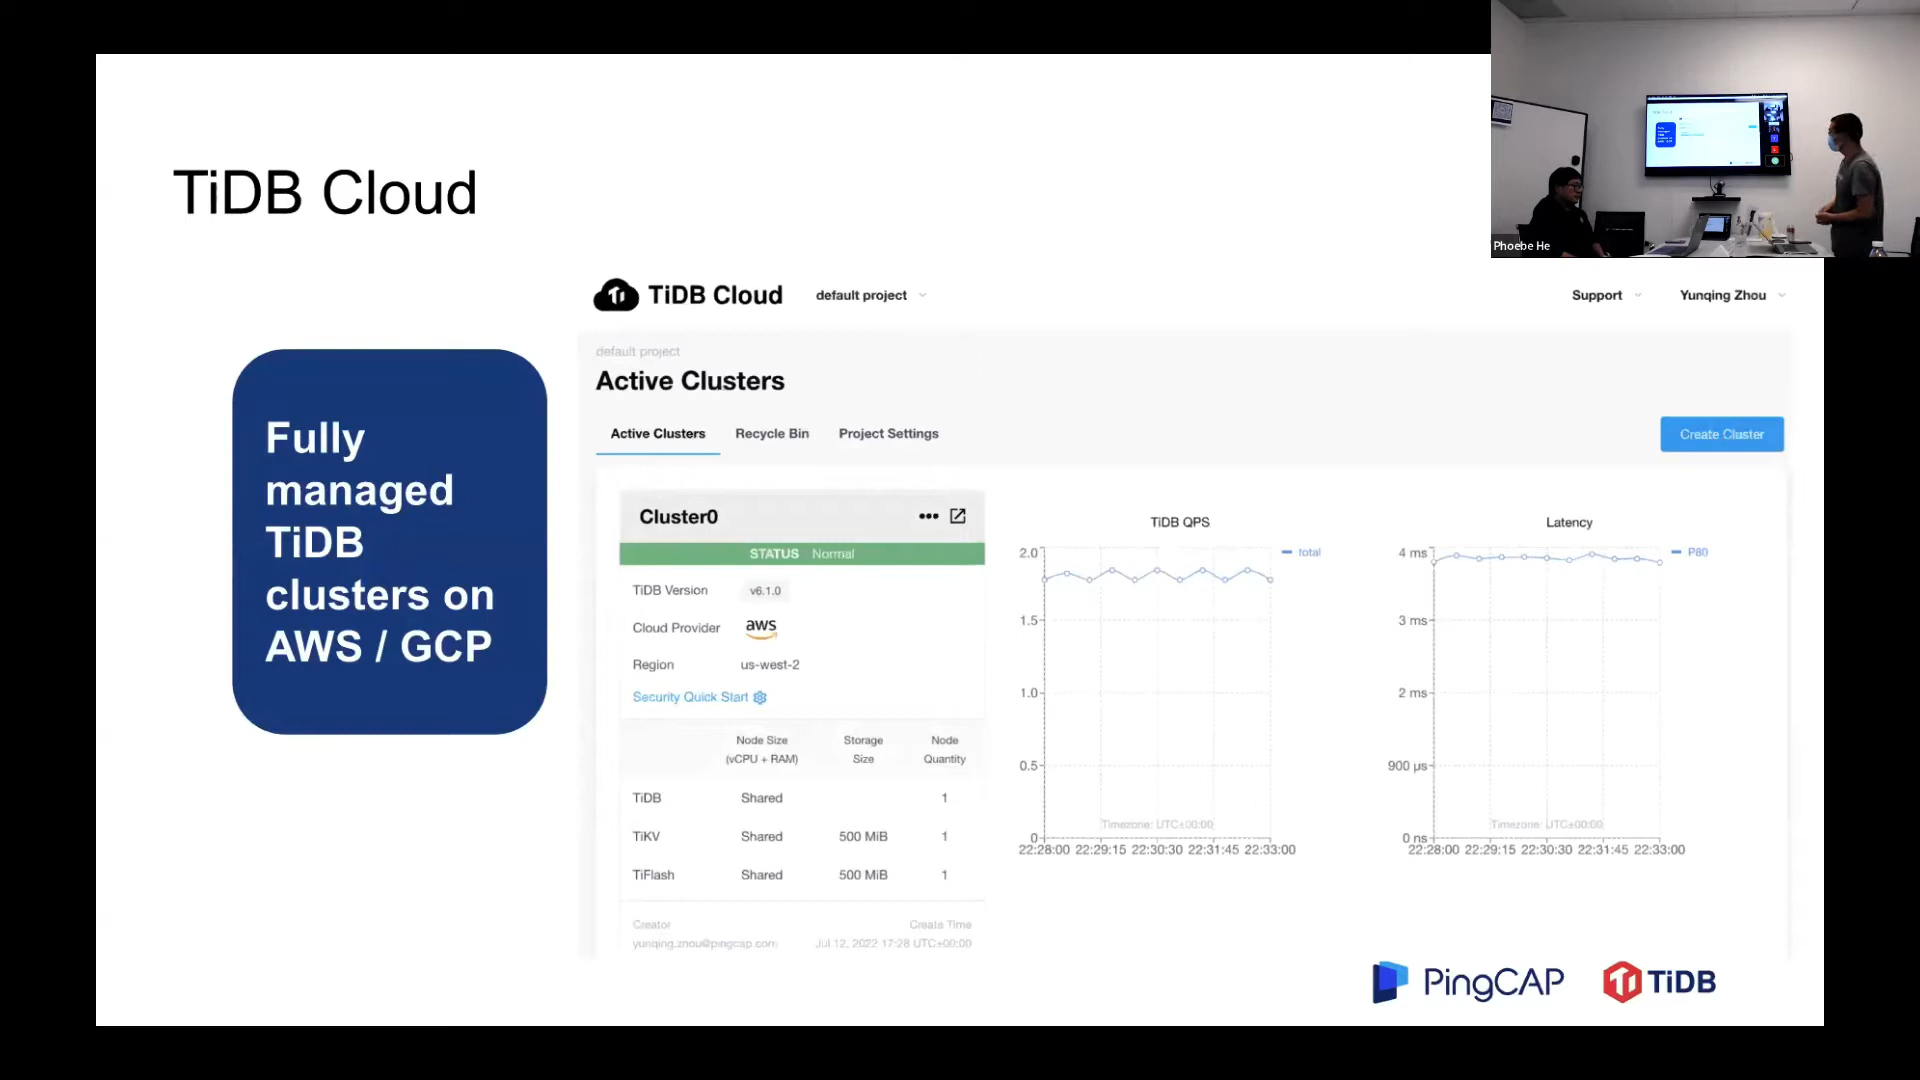 TiDB Cloud
Phoebe He
Fully
managed
TiDB
clusters on
AWS / GCP
TiDB Cloud
default project
Support
Yunqing Zhou
default project
Active Clusters
Active Clusters
Recycle Bin
Project Settings
Create Cluster
Cluster0
STATUS Normal
TiDB Version v6.1.0
Cloud Provider aws
Region us-west-2
Security Quick Start
Node Size Storage Node
(vCPU + RAM) Size Quantity
TiDB Shared 1
TiKV Shared 500 MiB 1
TiFlash Shared 500 MiB 1
Creator Create Time
yunqing.zhou@pingcap.com Jul 12, 2022 17:28 UTC+00:00
TiDB QPS
total
2.0
1.5
1.0
0.5
0
Timezone: UTC±00:00
22:28:00 22:29:15 22:30:30 22:31:45 22:33:00
Latency
P80
4 ms
3 ms
2 ms
900 µs
0 ns
Timezone: UTC±00:00
22:28:00 22:29:15 22:30:30 22:31:45 22:33:00
PingCAP
TiDB